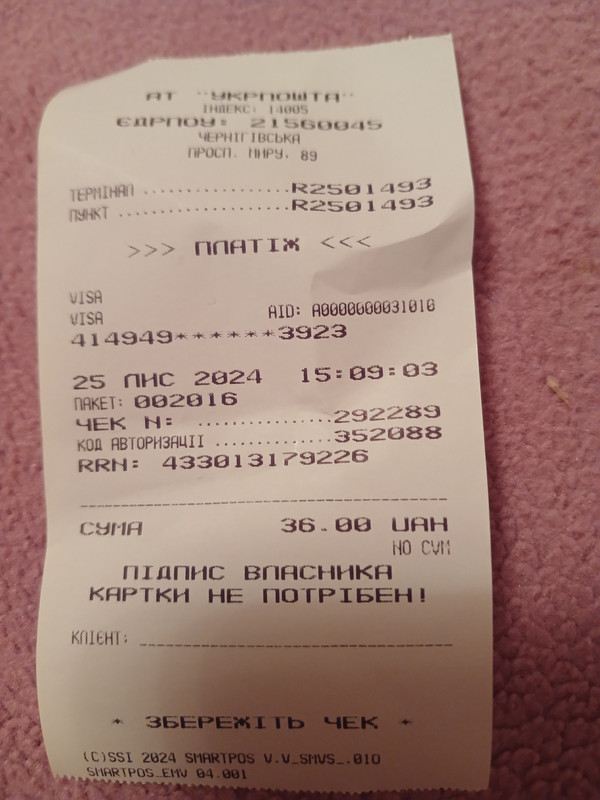 АТ "УКРПОШТА"
ІНДЕКС: 14005
ЄДРПОУ: 21560045
ЧЕРНІГІВСЬКА
ПРОСП. МИРУ, 89
ТЕРМІНАЛ ................R2501493
ПУНКТ ...................R2501493
>>> ПЛАТІЖ <<<
VISA
VISA AID: A0000000031010
414949******3923
25 ЛИС 2024 15:09:03
ПАКЕТ: 002016
ЧЕК N: ..............292289
КОД АВТОРИЗАЦІЇ ............352088
RRN: 433013179226
СУМА 36.00 UAH
NO CVM
ПІДПИС ВЛАСНИКА
КАРТКИ НЕ ПОТРІБЕН!
КЛІЄНТ:
* ЗБЕРЕЖІТЬ ЧЕК *
(C)SSI 2024 SMARTPOS V.V_SMVS_.01O
SMARTPOS_EMV 04.001